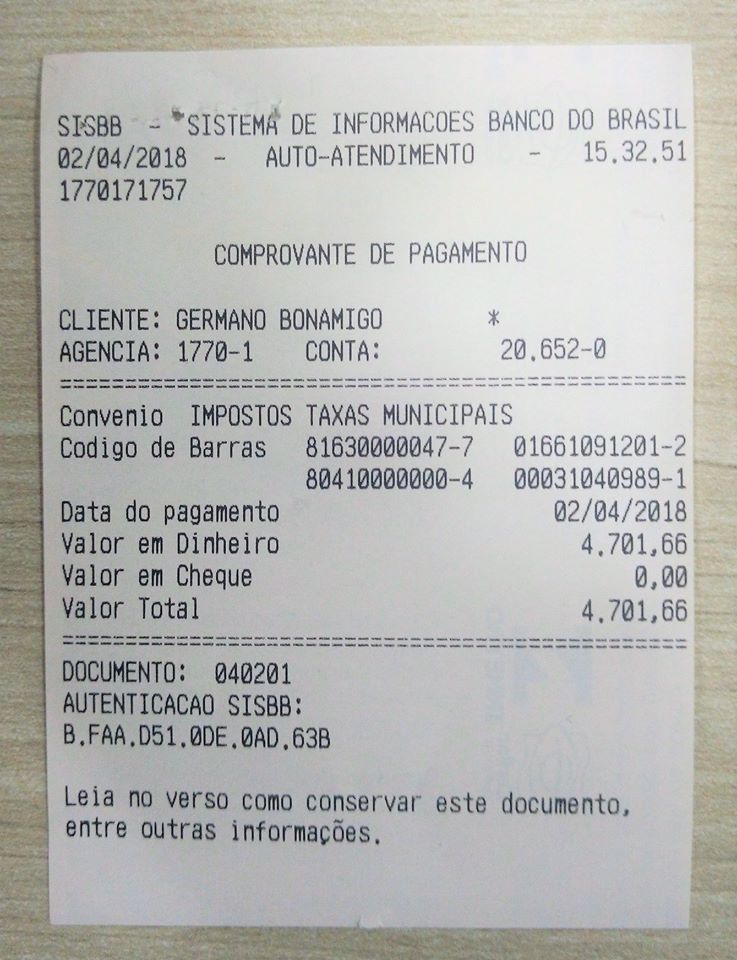 SISBB - SISTEMA DE INFORMACOES BANCO DO BRASIL
02/04/2018 - AUTO-ATENDIMENTO - 15.32.51
1770171757
COMPROVANTE DE PAGAMENTO
CLIENTE: GERMANO BONAMIGO *
AGENCIA: 1770-1 CONTA: 20.652-0
================================================
Convenio IMPOSTOS TAXAS MUNICIPAIS
Codigo de Barras 81630000047-7 01661091201-2
80410000000-4 00031040989-1
Data do pagamento 02/04/2018
Valor em Dinheiro 4.701,66
Valor em Cheque 0,00
Valor Total 4.701,66
================================================
DOCUMENTO: 040201
AUTENTICACAO SISBB:
B.FAA.D51.0DE.0AD.63B
Leia no verso como conservar este documento,
entre outras informações.